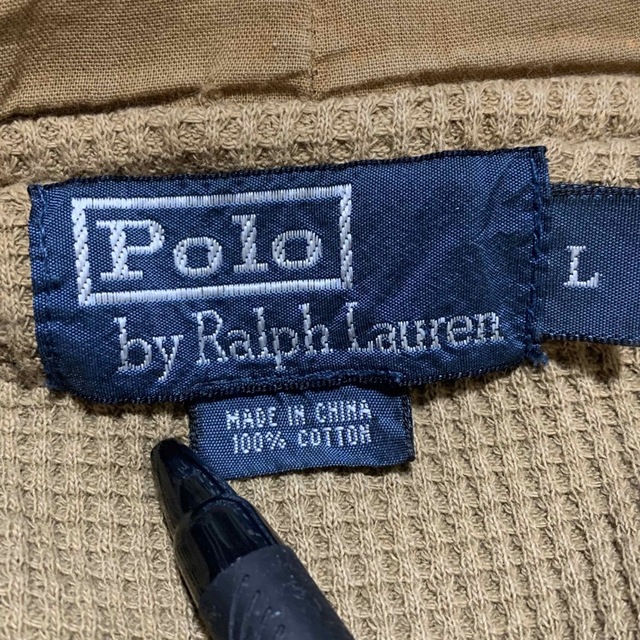 Polo
by Ralph Lauren
L
MADE IN CHINA
100% COTTON